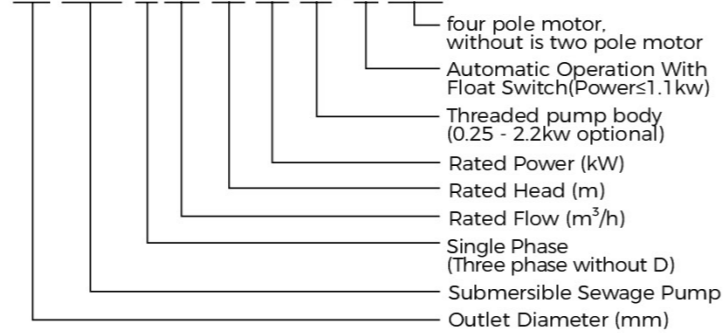 four pole motor,
without is two pole motor
Automatic Operation With
Float Switch(Power≤1.1kw)
Threaded pump body
(0.25 - 2.2kw optional)
Rated Power (kW)
Rated Head (m)
Rated Flow (m³/h)
Single Phase
(Three phase without D)
Submersible Sewage Pump
Outlet Diameter (mm)